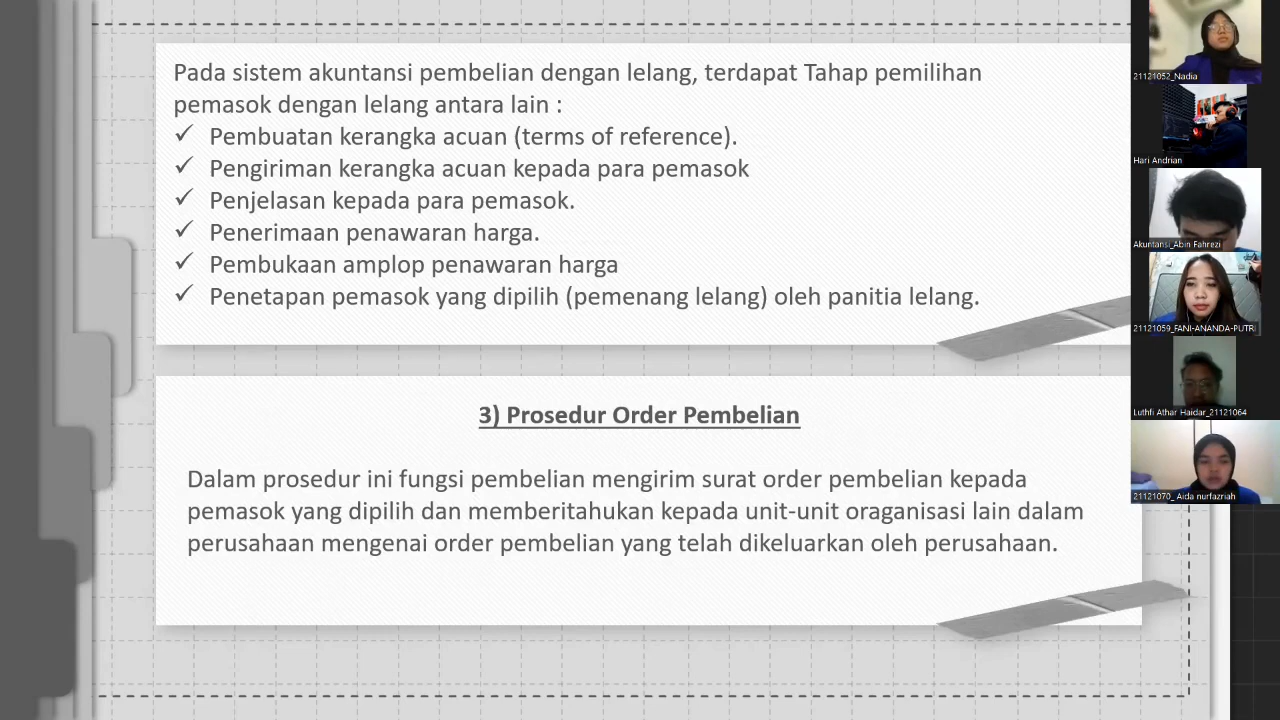 Pada sistem akuntansi pembelian dengan lelang, terdapat Tahap pemilihan
pemasok dengan lelang antara lain :
✓ Pembuatan kerangka acuan (terms of reference).
✓ Pengiriman kerangka acuan kepada para pemasok
✓ Penjelasan kepada para pemasok.
✓ Penerimaan penawaran harga.
✓ Pembukaan amplop penawaran harga
✓ Penetapan pemasok yang dipilih (pemenang lelang) oleh panitia lelang.
3) Prosedur Order Pembelian
Dalam prosedur ini fungsi pembelian mengirim surat order pembelian kepada
pemasok yang dipilih dan memberitahukan kepada unit-unit oraganisasi lain dalam
perusahaan mengenai order pembelian yang telah dikeluarkan oleh perusahaan.
21121052_Nadia
Hari Andrian
Akuntansi_Abin Fahrezi
21121059_FANI-ANANDA-PUTRI
Luthfi Athar Haidar_21121064
21121070_ Aida nurfazriah